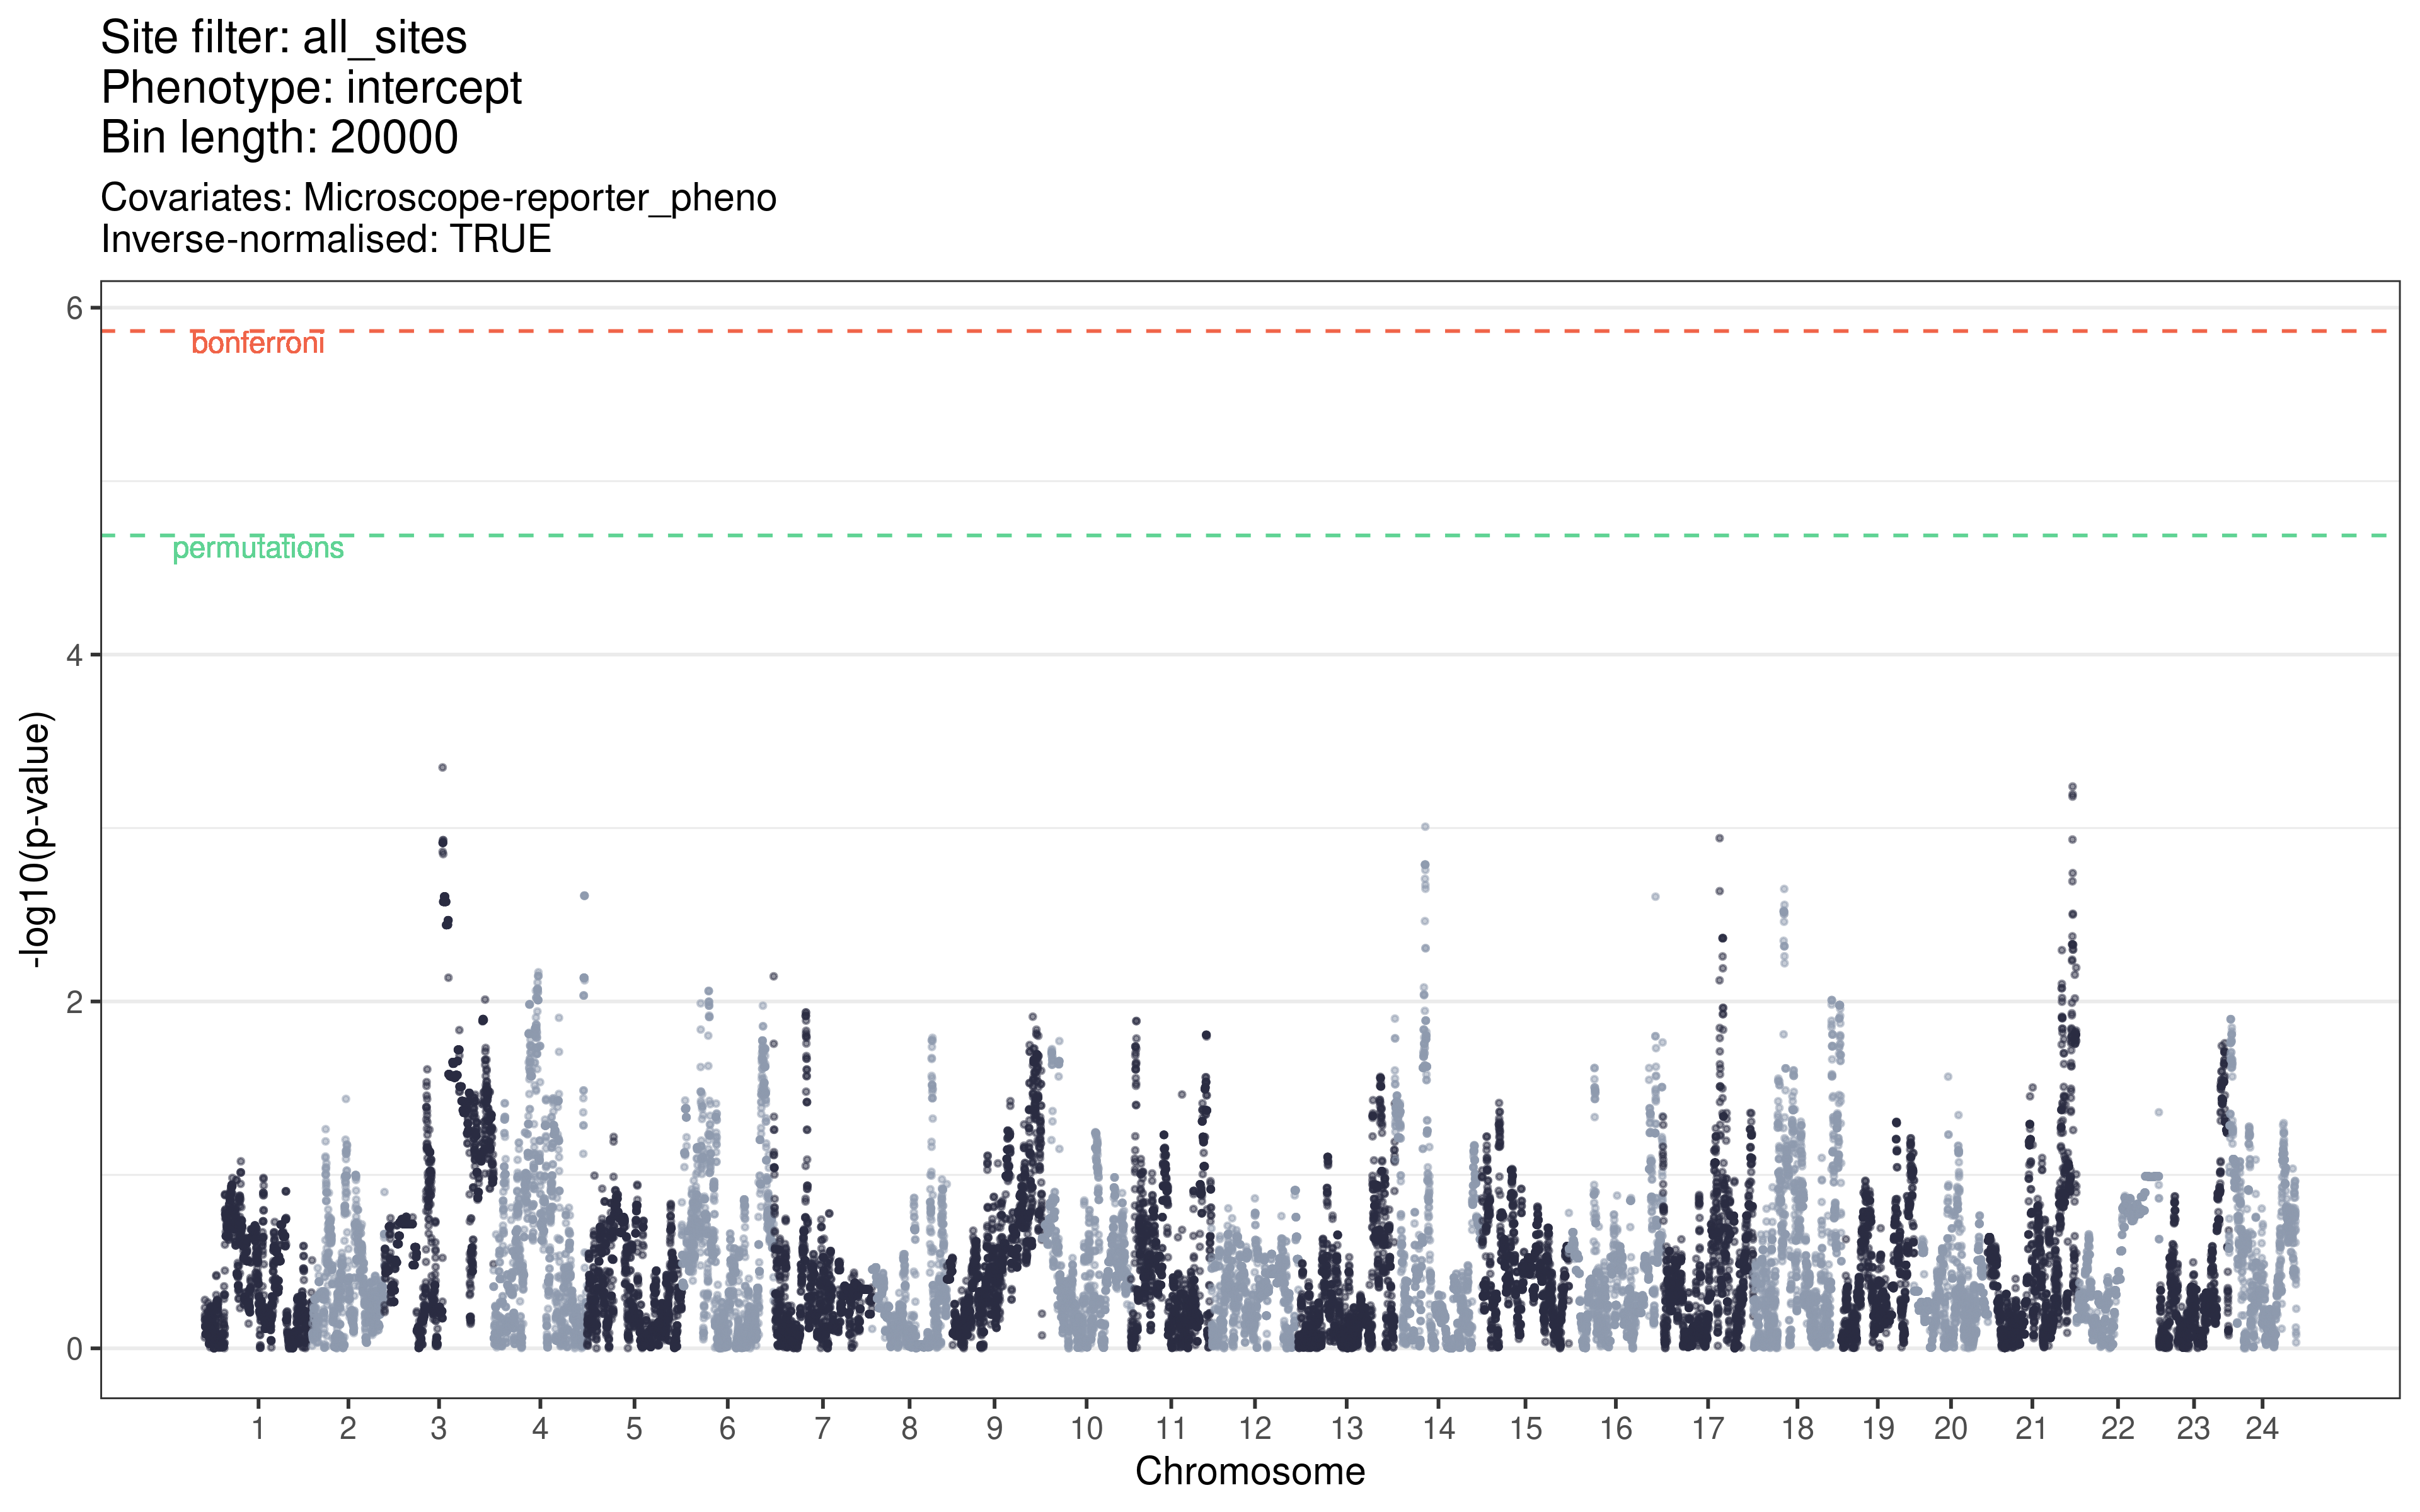 Site filter: all_sites
Phenotype: intercept
Bin length: 20000
Covariates: Microscope-reporter_pheno
Inverse-normalised: TRUE
6
bonferroni
permutations
4
-log10(p-value)
2
0
1 2 3 4 5 6 7 8 9 10 11 12 13 14 15 16 17 18 19 20 21 22 23 24
Chromosome